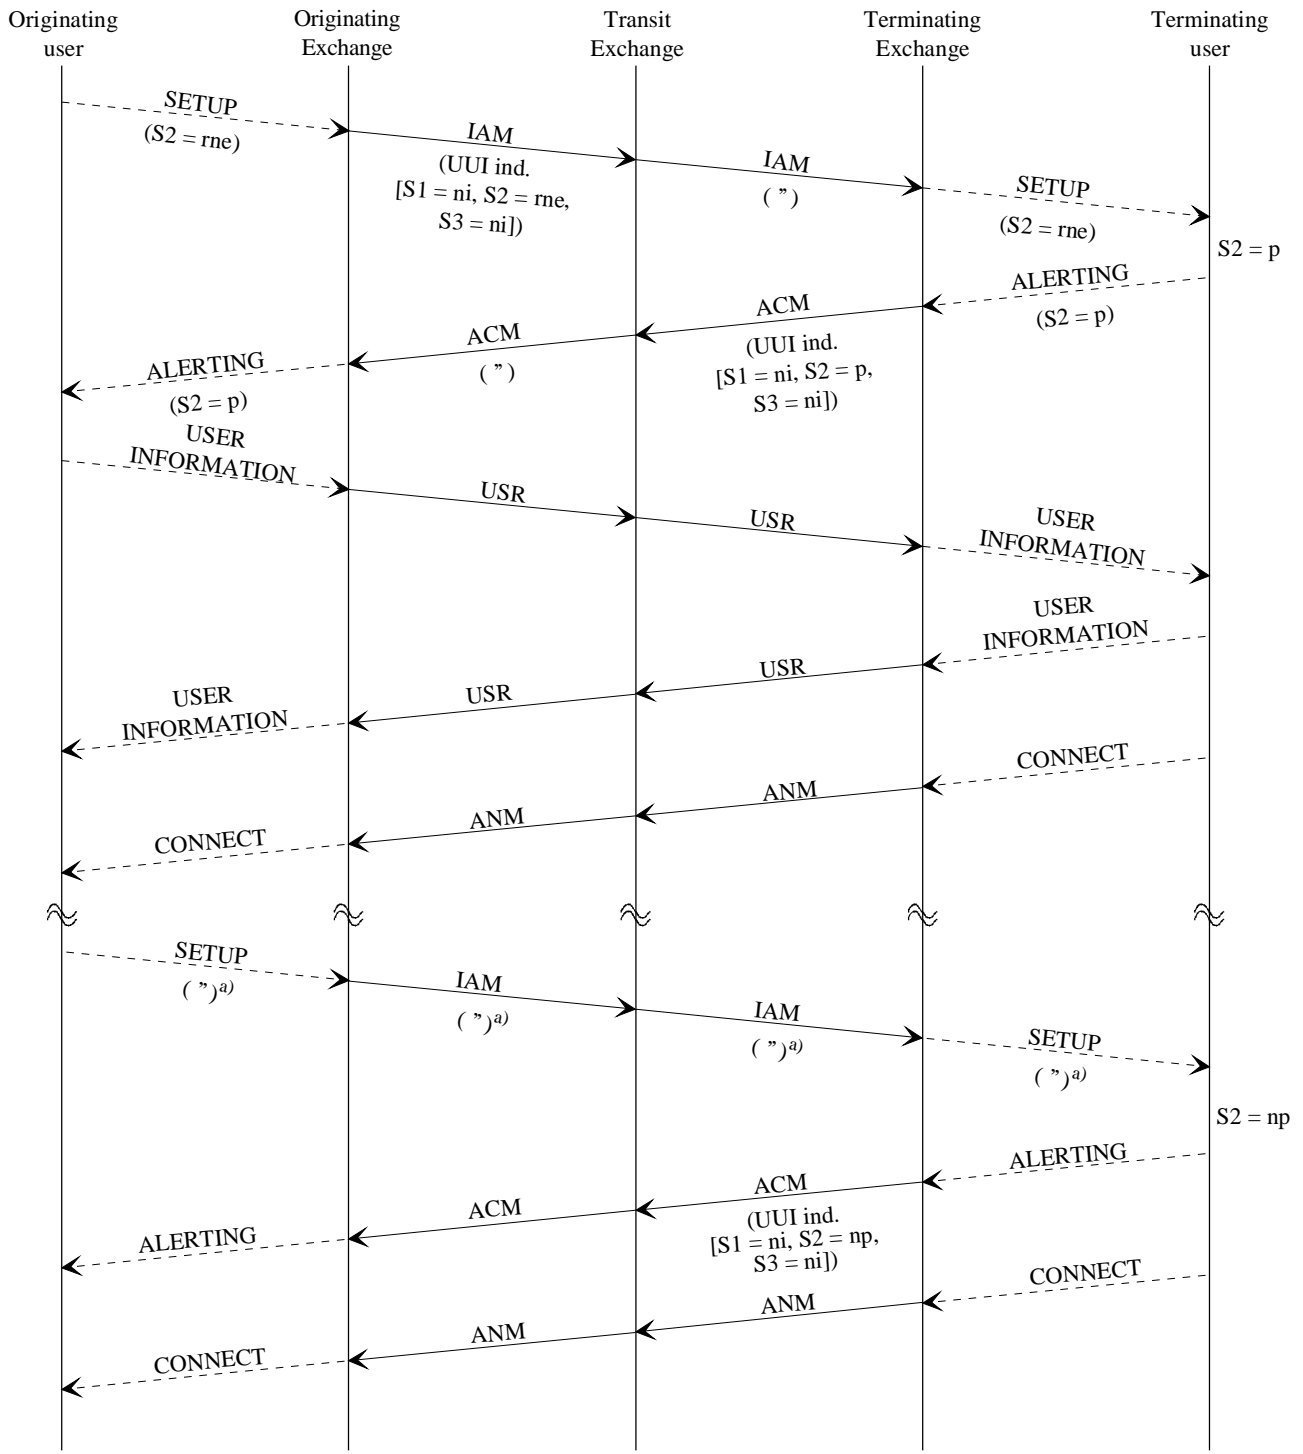 Originating
user
Originating
Exchange
Transit
Exchange
Terminating
Exchange
Terminating
user
SETUP
(S2 = rne)
IAM
(UUI ind.
[S1 = ni, S2 = rne,
S3 = ni])
IAM
( ”)
SETUP
(S2 = rne)
S2 = p
ALERTING
(S2 = p)
ACM
(UUI ind.
[S1 = ni, S2 = p,
S3 = ni])
ACM
( ”)
ALERTING
(S2 = p)
USER
INFORMATION
USR
USR
USER
INFORMATION
USER
INFORMATION
USR
USR
USER
INFORMATION
CONNECT
ANM
ANM
CONNECT
SETUP
( ”)a)
IAM
( ”)a)
IAM
( ”)a)
SETUP
( ”)a)
S2 = np
ALERTING
ACM
(UUI ind.
[S1 = ni, S2 = np,
S3 = ni])
ACM
ALERTING
CONNECT
ANM
ANM
CONNECT